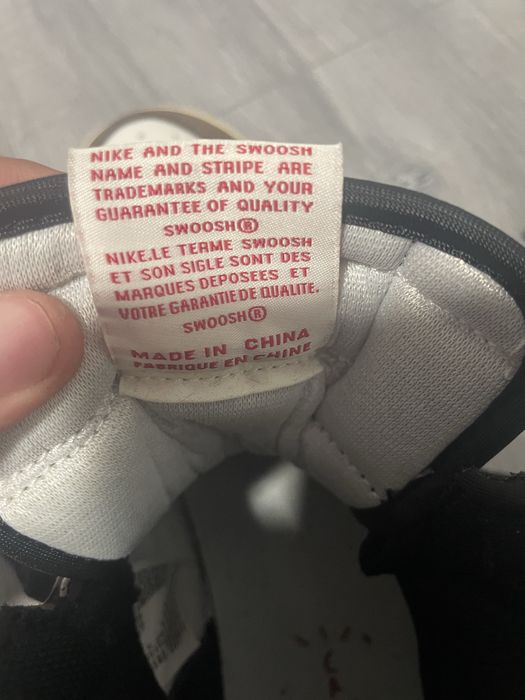 NIKE AND THE SWOOSH
NAME AND STRIPE ARE
TRADEMARKS AND YOUR
GUARANTEE OF QUALITY
SWOOSH®
NIKE.LE TERME SWOOSH
ET SON SIGLE SONT DES
MARQUES DEPOSEES ET
VOTRE GARANTIE DE QUALITE.
SWOOSH®
MADE IN CHINA
FABRIQUE EN CHINE